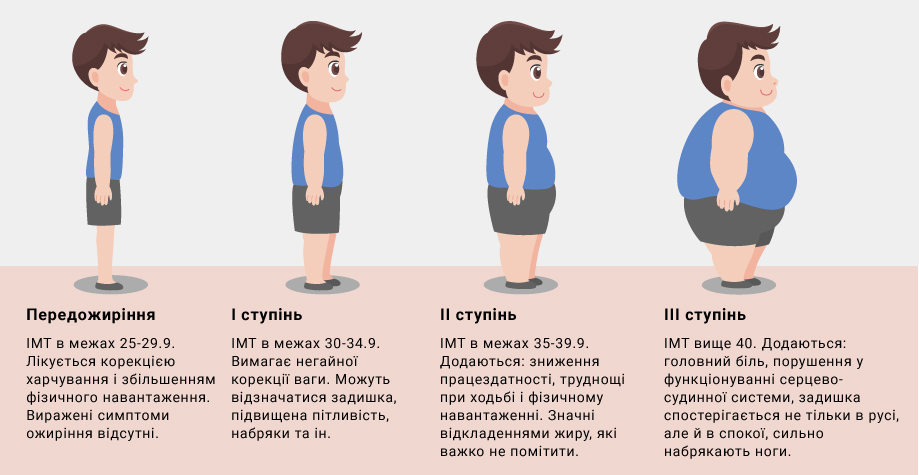 Передожиріння
ІМТ в межах 25-29.9.
Лікується корекцією
харчування і збільшенням
фізичного навантаження.
Виражені симптоми
ожиріння відсутні.
І ступінь
ІМТ в межах 30-34.9.
Вимагає негайної
корекції ваги. Можуть
відзначатися задишка,
підвищена пітливість,
набряки та ін.
ІІ ступінь
ІМТ в межах 35-39.9.
Додаються: зниження
працездатності, труднощі
при ходьбі і фізичному
навантаженні. Значні
відкладеннями жиру, які
важко не помітити.
ІІІ ступінь
ІМТ вище 40. Додаються:
головний біль, порушення у
функціонуванні серцево-
судинної системи, задишка
спостерігається не тільки в русі,
але й в спокої, сильно
набрякають ноги.